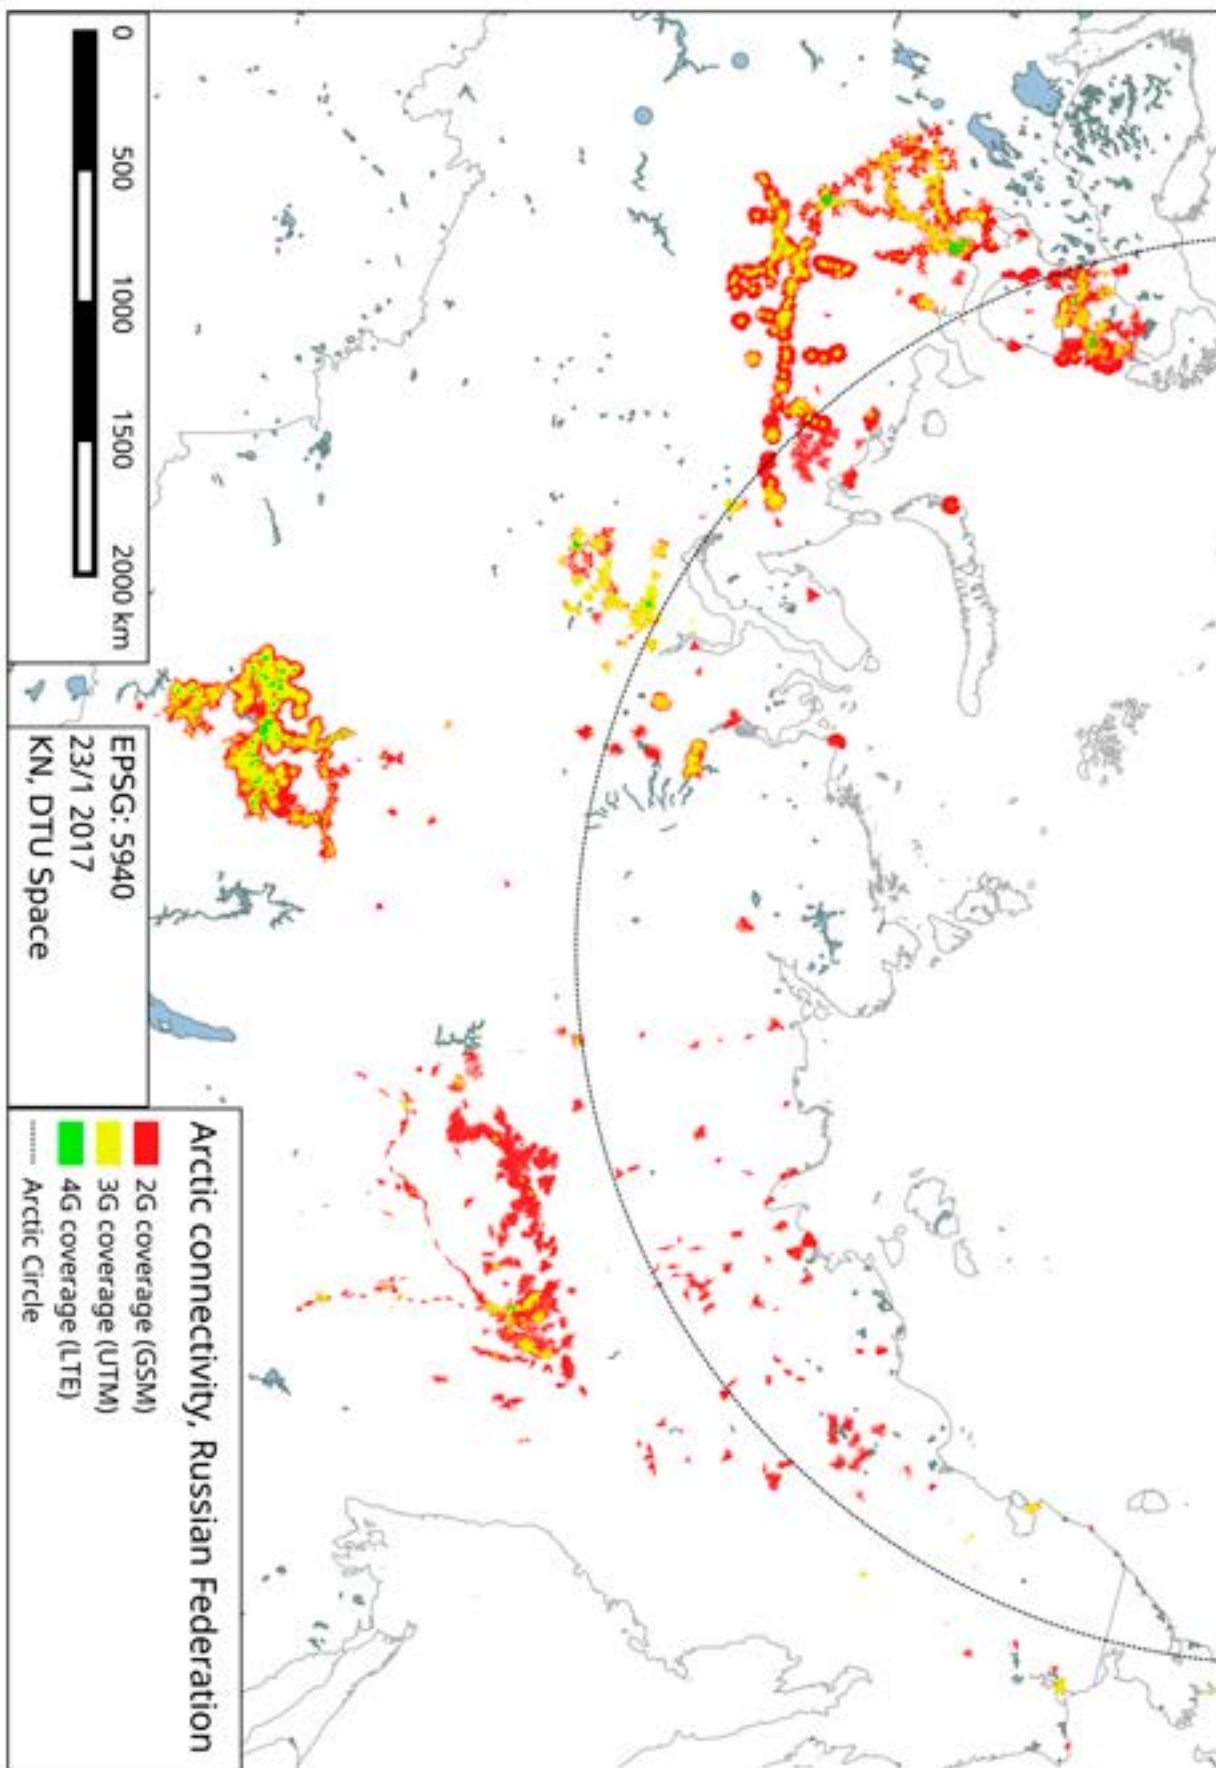 0 500 1000 1500 2000 km
EPSG: 5940
23/1 2017
KN, DTU Space
Arctic connectivity, Russian Federation
2G coverage (GSM)
3G coverage (UTM)
4G coverage (LTE)
Arctic Circle